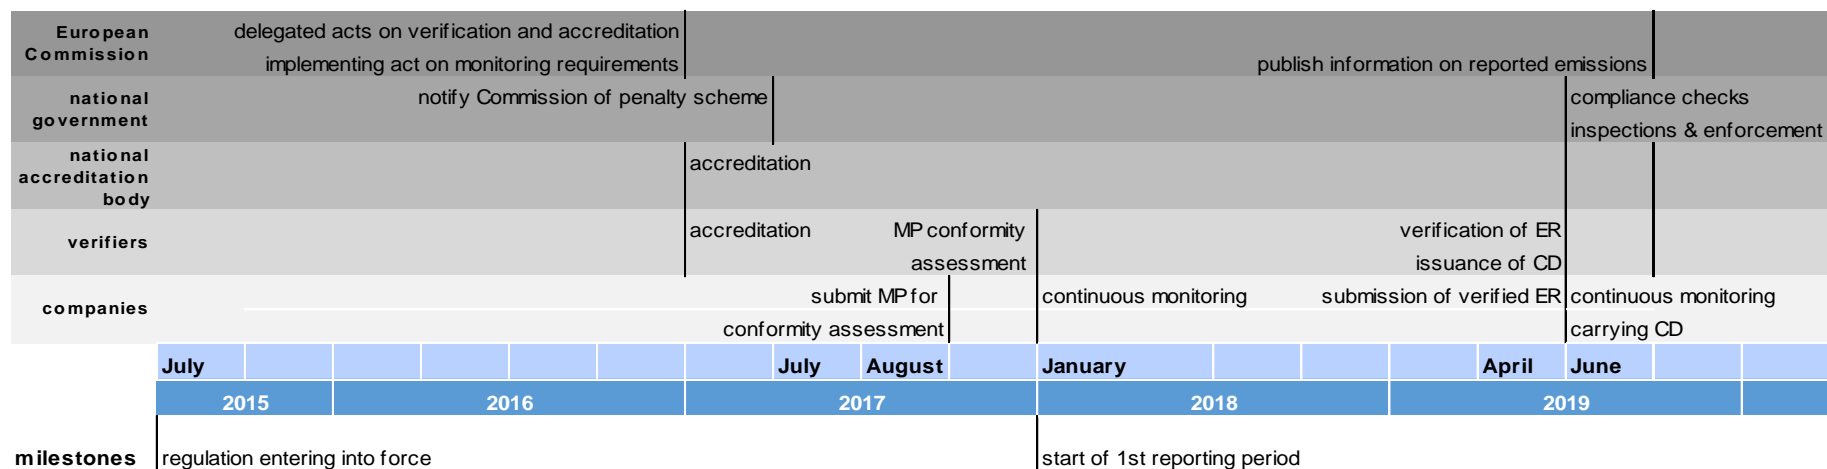 European
Commission
delegated acts on verification and accreditation
implementing act on monitoring requirements
publish information on reported emissions
national
government
notify Commission of penalty scheme
compliance checks
inspections & enforcement
national
accreditation
body
accreditation
verifiers
accreditation
MP conformity
assessment
verification of ER
issuance of CD
companies
submit MP for
conformity assessment
continuous monitoring
submission of verified ER
continuous monitoring
carrying CD
July July August January April June
2015 2016 2017 2018 2019
milestones regulation entering into force start of 1st reporting period